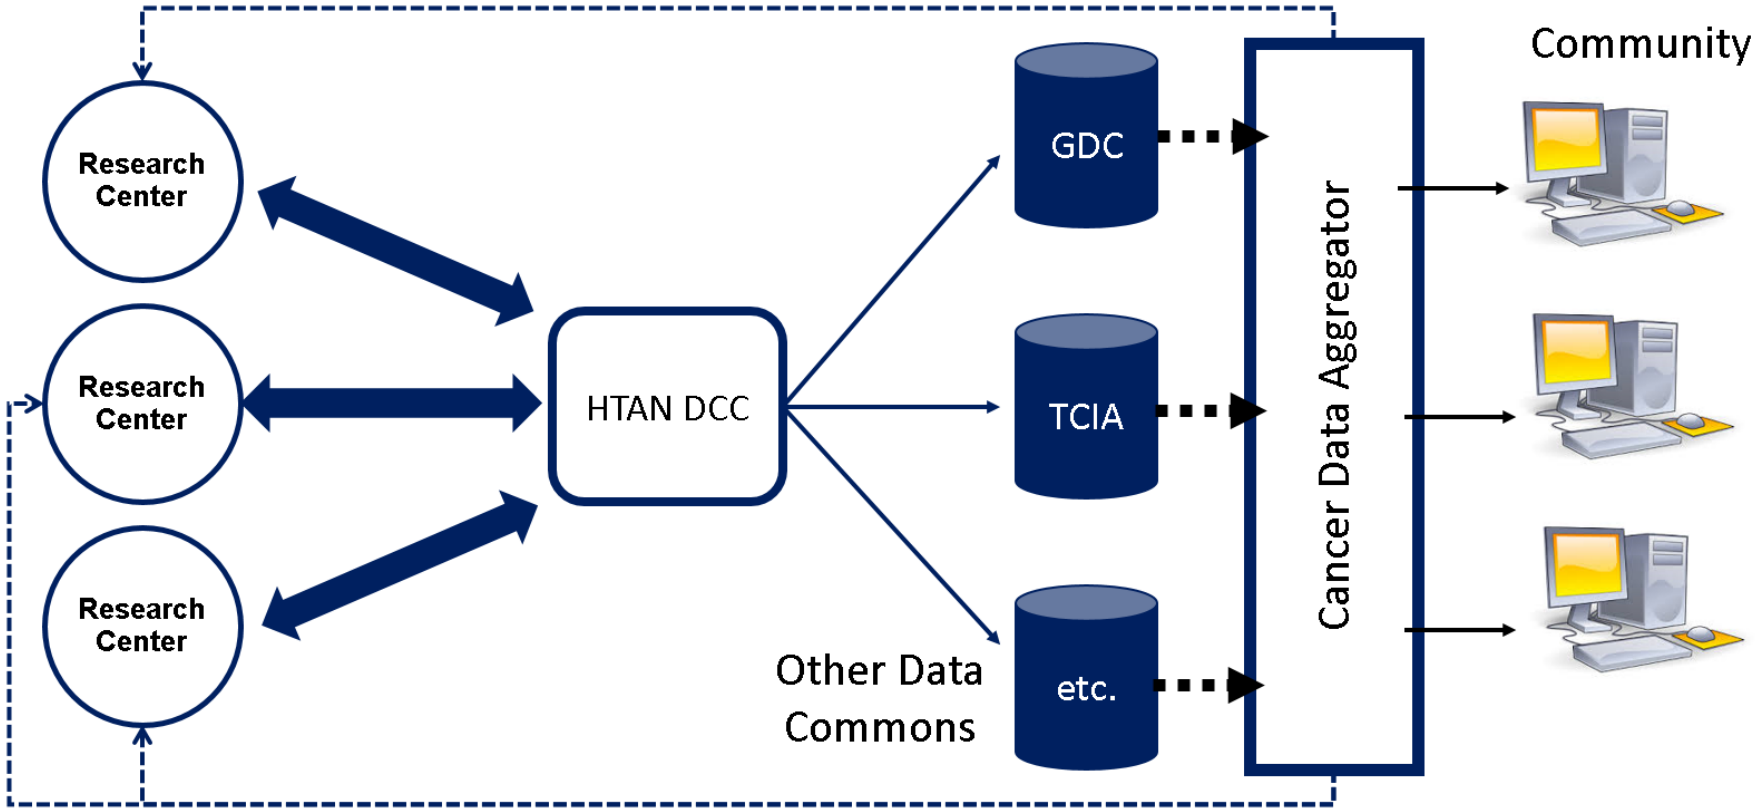 Community
Research
Center
GDC
Research
Center
HTAN DCC
TCIA
Cancer Data Aggregator
Research
Center
Other Data
Commons
etc.